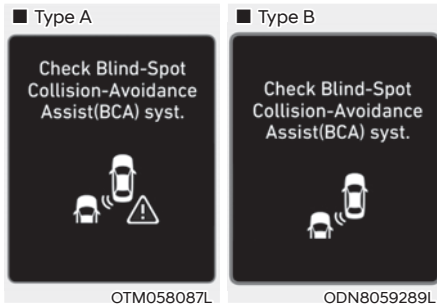 ■ Type A
Check Blind-Spot
Collision-Avoidance
Assist(BCA) syst.
OTM058087L
■ Type B
Check Blind-Spot
Collision-Avoidance
Assist(BCA) syst.
ODN8059289L